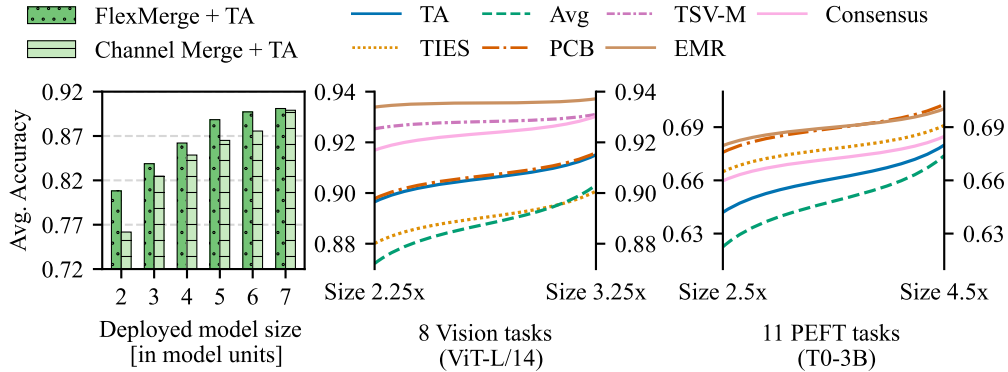 FlexMerge + TA
Channel Merge + TA
TA
Avg
TSV-M
Consensus
TIES
PCB
EMR
Avg. Accuracy
0.92
0.87
0.82
0.77
0.72
2 3 4 5 6 7
Deployed model size
[in model units]
0.94
0.92
0.90
0.88
0.94
0.92
0.90
0.88
Size 2.25x
Size 3.25x
8 Vision tasks
(ViT-L/14)
0.69
0.66
0.63
0.69
0.66
0.63
Size 2.5x
Size 4.5x
11 PEFT tasks
(T0-3B)